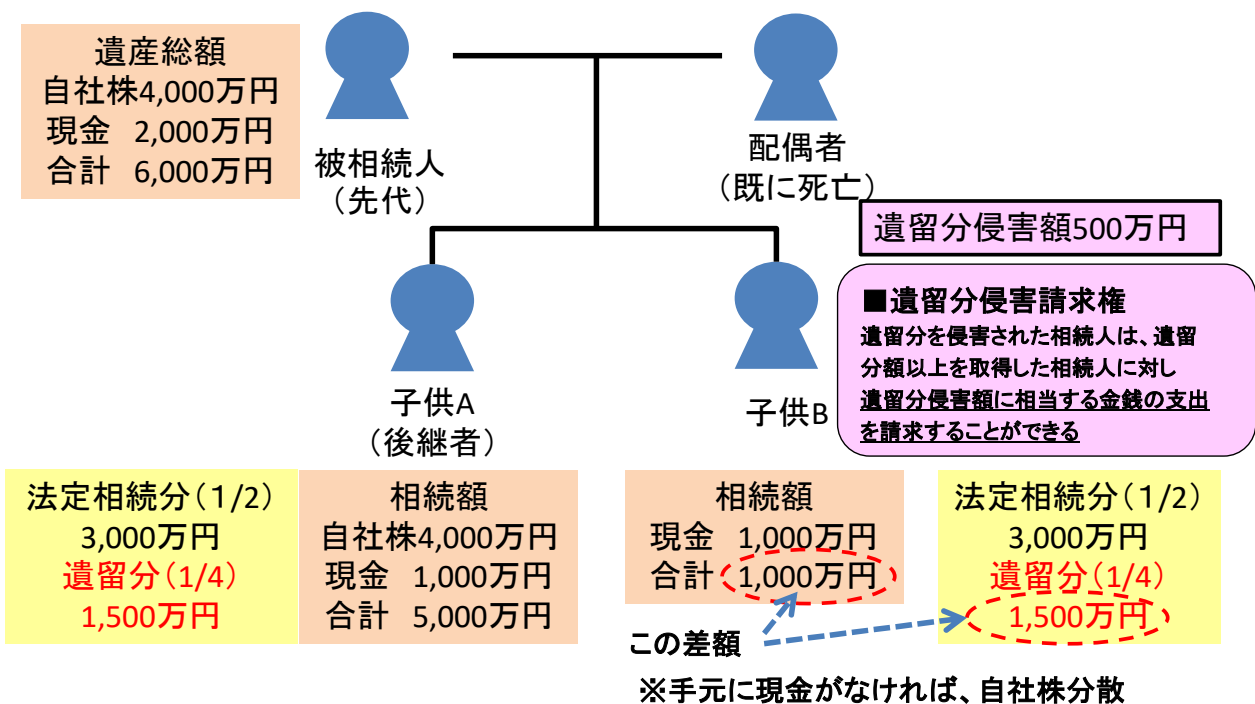 遺産総額
自社株4,000万円
現金 2,000万円
合計 6,000万円
被相続人
（先代）
配偶者
（既に死亡）
遺留分侵害額500万円
■遺留分侵害請求権
遺留分を侵害された相続人は、遺留
分額以上を取得した相続人に対し
遺留分侵害額に相当する金銭の支出
を請求することができる
子供A
（後継者）
子供B
法定相続分（１/２）
3,000万円
遺留分（1/4）
1,500万円
相続額
自社株4,000万円
現金 1,000万円
合計 5,000万円
相続額
現金 1,000万円
合計 1,000万円
法定相続分（１/２）
3,000万円
遺留分（1/4）
1,500万円
この差額
※手元に現金がなければ、自社株分散